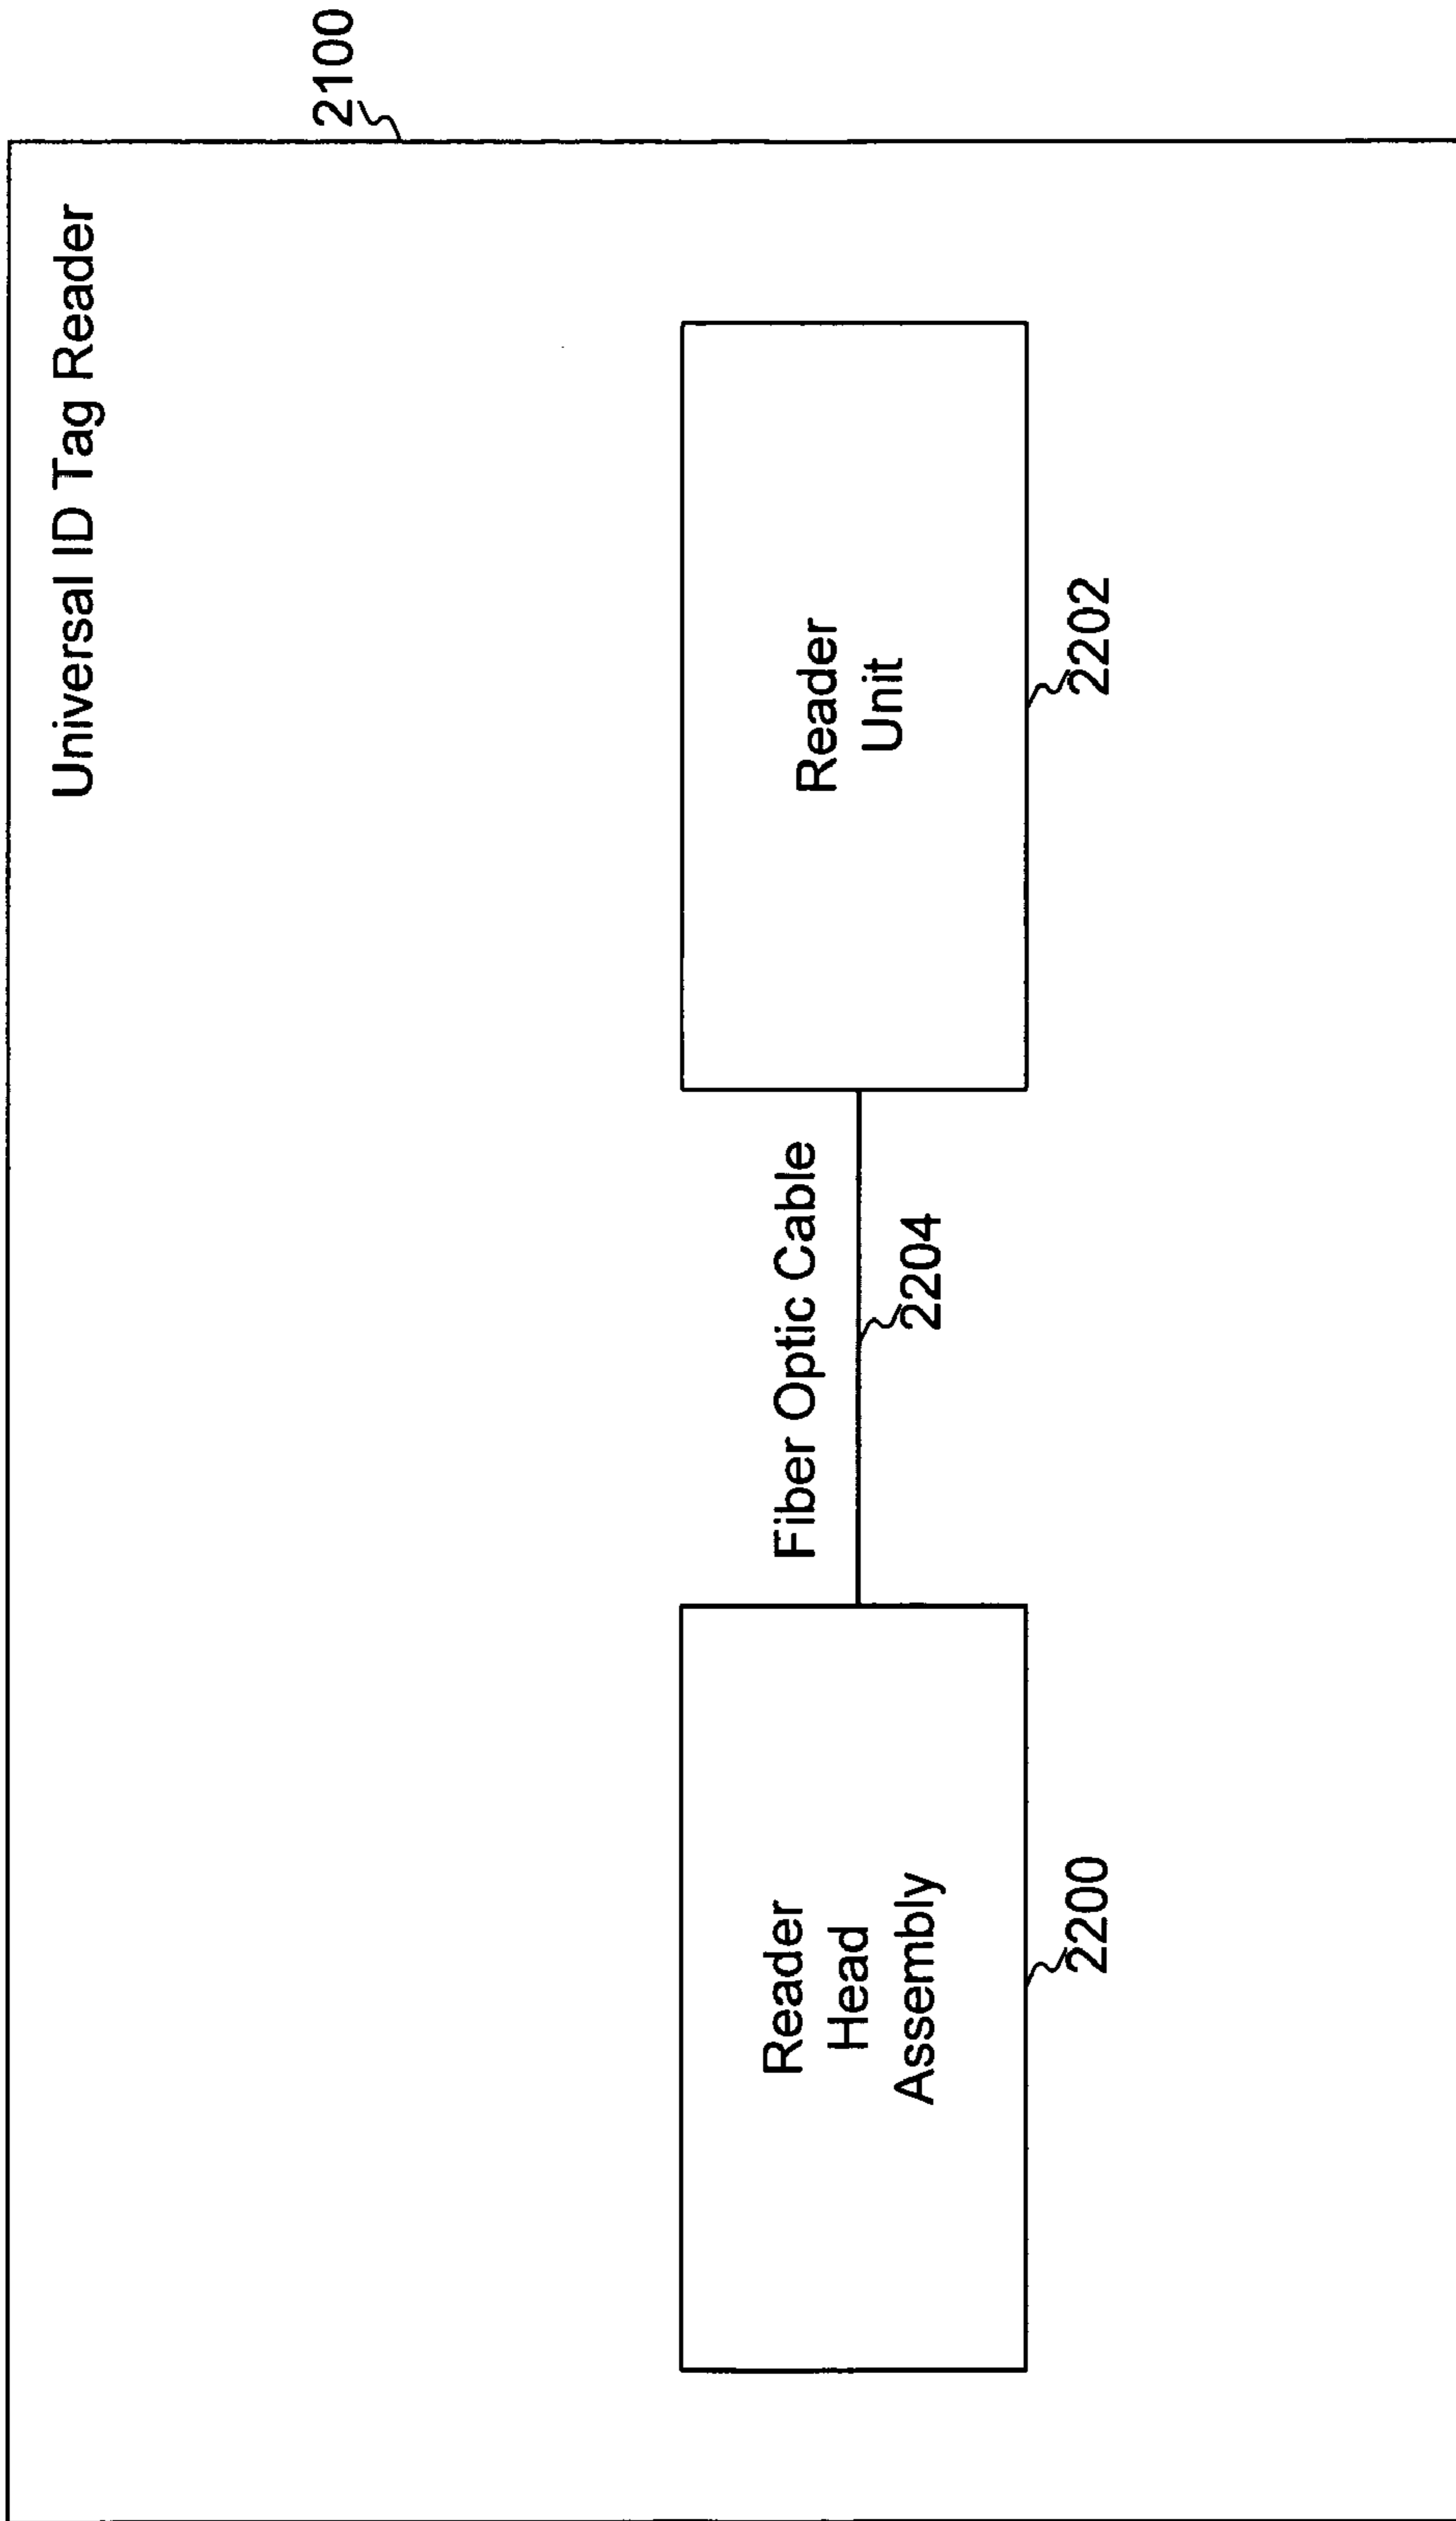 Universal ID Tag Reader
2100
Reader
Head
Assembly
2200
Fiber Optic Cable
2204
Reader
Unit
2202